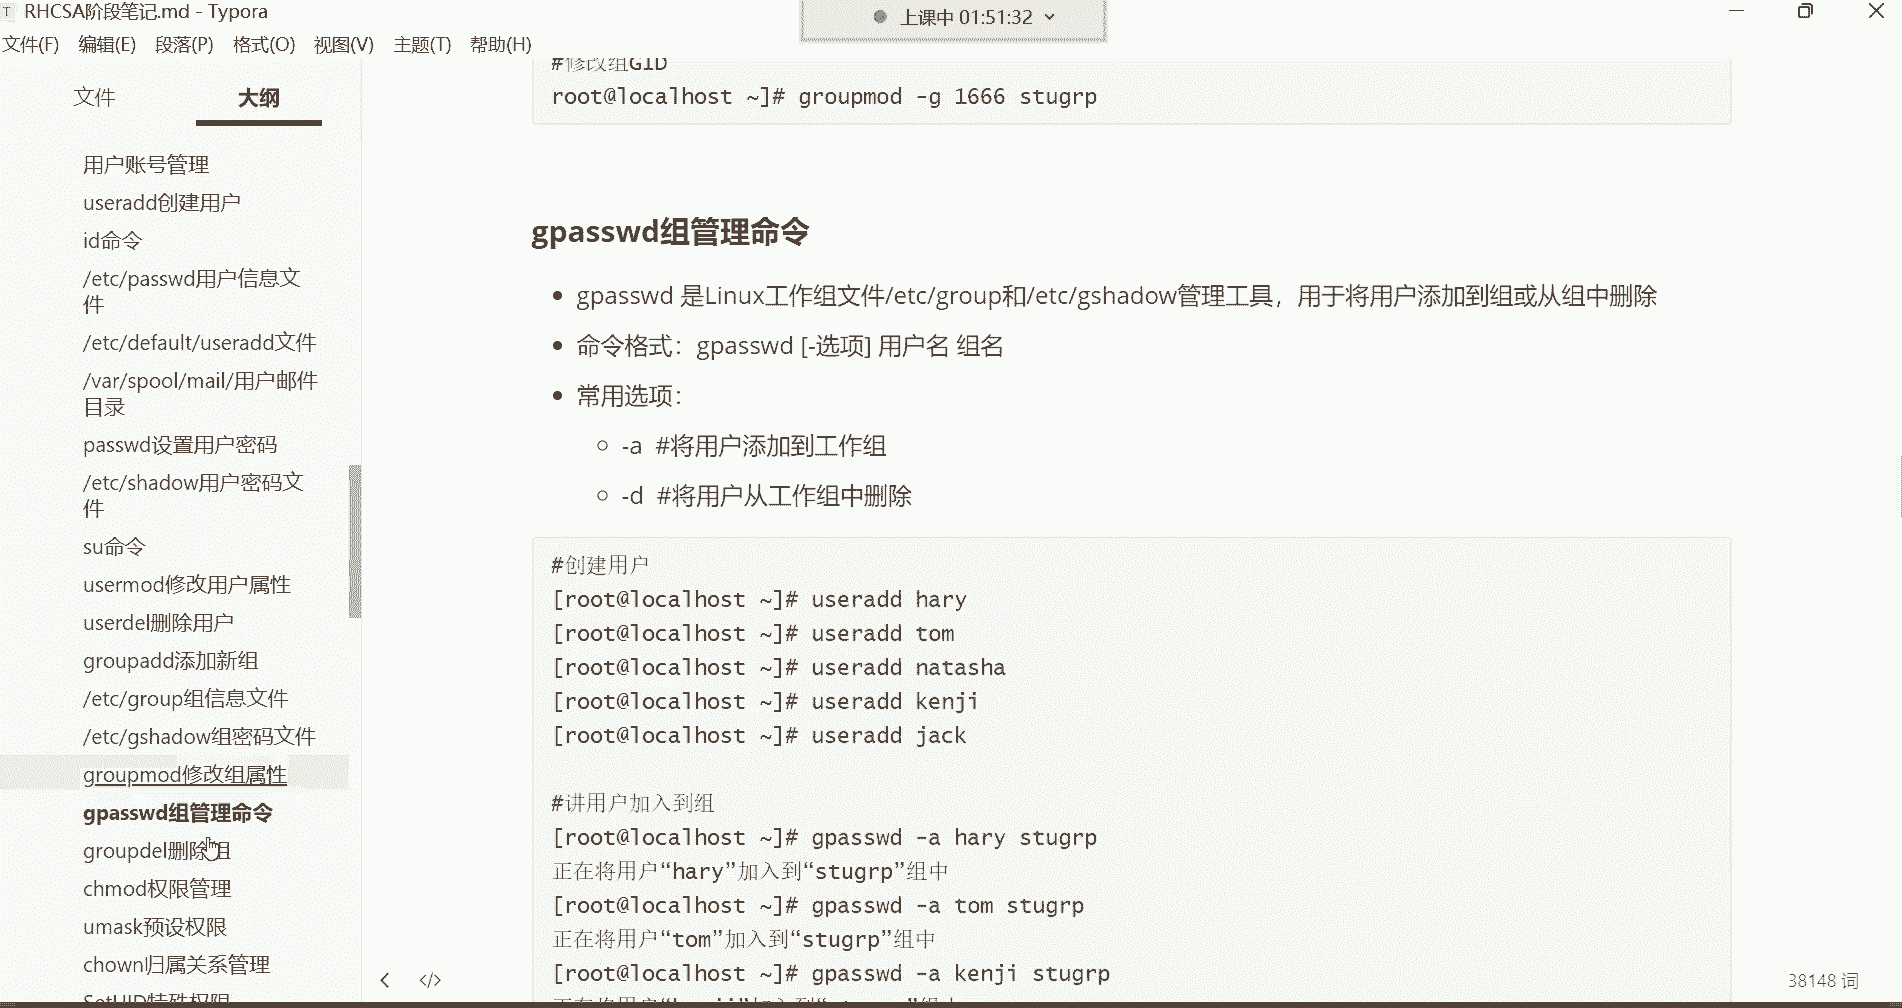 RHCSA阶段笔记.md - Typora
上课中 01:51:32
文件(F) 编辑(E) 段落(P) 格式(O) 视图(V) 主题(T) 帮助(H)
文件 大纲
用户账号管理
useradd创建用户
id命令
/etc/passwd用户信息文
件
/etc/default/useradd文件
/var/spool/mail/用户邮件
目录
passwd设置用户密码
/etc/shadow用户密码文
件
su命令
usermod修改用户属性
userdel删除用户
groupadd添加新组
/etc/group组信息文件
/etc/gshadow组密码文件
groupmod修改组属性
gpasswd组管理命令
groupdel删除组
chmod权限管理
umask预设权限
chown归属关系管理
SetUID特殊权限
#修改组GID
root@localhost ~]# groupmod -g 1666 stugrp
gpasswd组管理命令
gpasswd 是Linux工作组文件/etc/group和/etc/gshadow管理工具，用于将用户添加到组或从组中删除
命令格式：gpasswd [-选项] 用户名 组名
常用选项：
-a #将用户添加到工作组
-d #将用户从工作组中删除
#创建用户
[root@localhost ~]# useradd hary
[root@localhost ~]# useradd tom
[root@localhost ~]# useradd natasha
[root@localhost ~]# useradd kenji
[root@localhost ~]# useradd jack
#讲用户加入到组
[root@localhost ~]# gpasswd -a hary stugrp
正在将用户“hary”加入到“stugrp”组中
[root@localhost ~]# gpasswd -a tom stugrp
正在将用户“tom”加入到“stugrp”组中
[root@localhost ~]# gpasswd -a kenji stugrp
38148 词